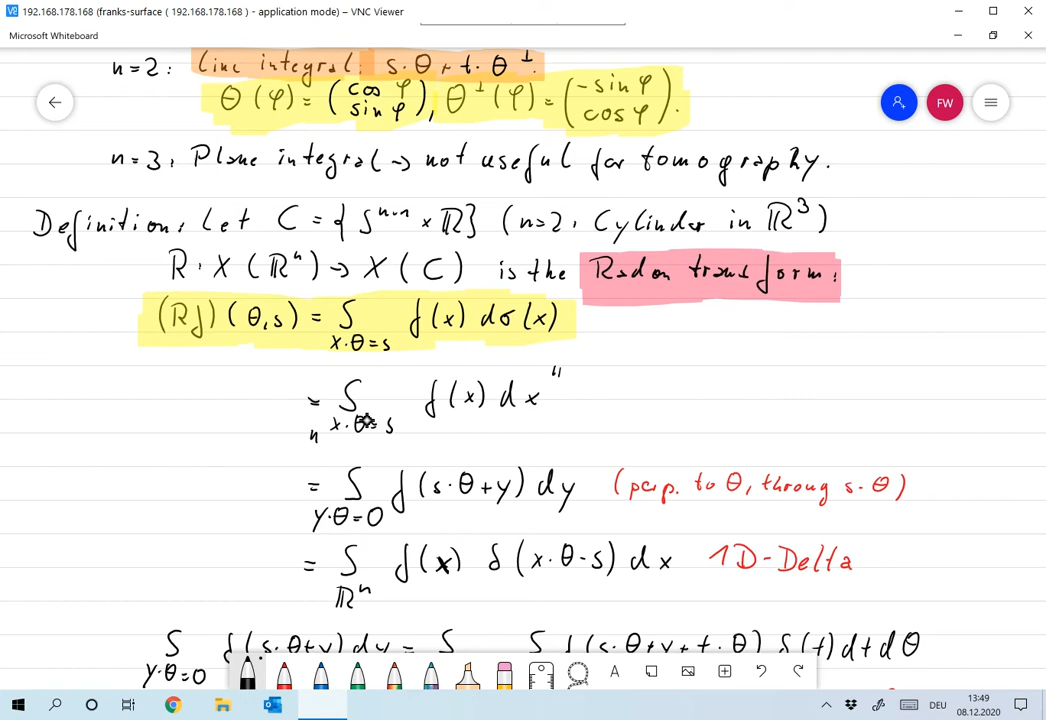 192.168.178.168 (franks-surface ( 192.168.178.168 ) - application mode) – VNC Viewer
Microsoft Whiteboard
n=2: line integral: s·θ + t·θ⊥.
θ(φ) = (cos φ sin φ), θ⊥(φ) = (-sin φ cos φ).
FW
n=3: Plane integral → not useful for tomography.
Definition: Let C = { Sⁿ⁻¹ × ℝ } (n=2: Cylinder in ℝ³)
R: X(ℝⁿ) → X(C) is the Radon transform:
(Rf)(θ,s) = ∫ f(x) dσ(x)
x·θ=s
= ∫ f(x) dx "
" x·θ=s
= ∫ f(s·θ+y) dy (perp. to θ, throug s·θ)
y·θ=0
= ∫ f(x) δ(x·θ-s) dx 1D-Delta
ℝⁿ
∫ f(s·θ+y) dy = ∫ ∫ f(s·θ+y+t·θ) δ(t) dt dθ
y·θ=0
DEU
13:49
08.12.2020